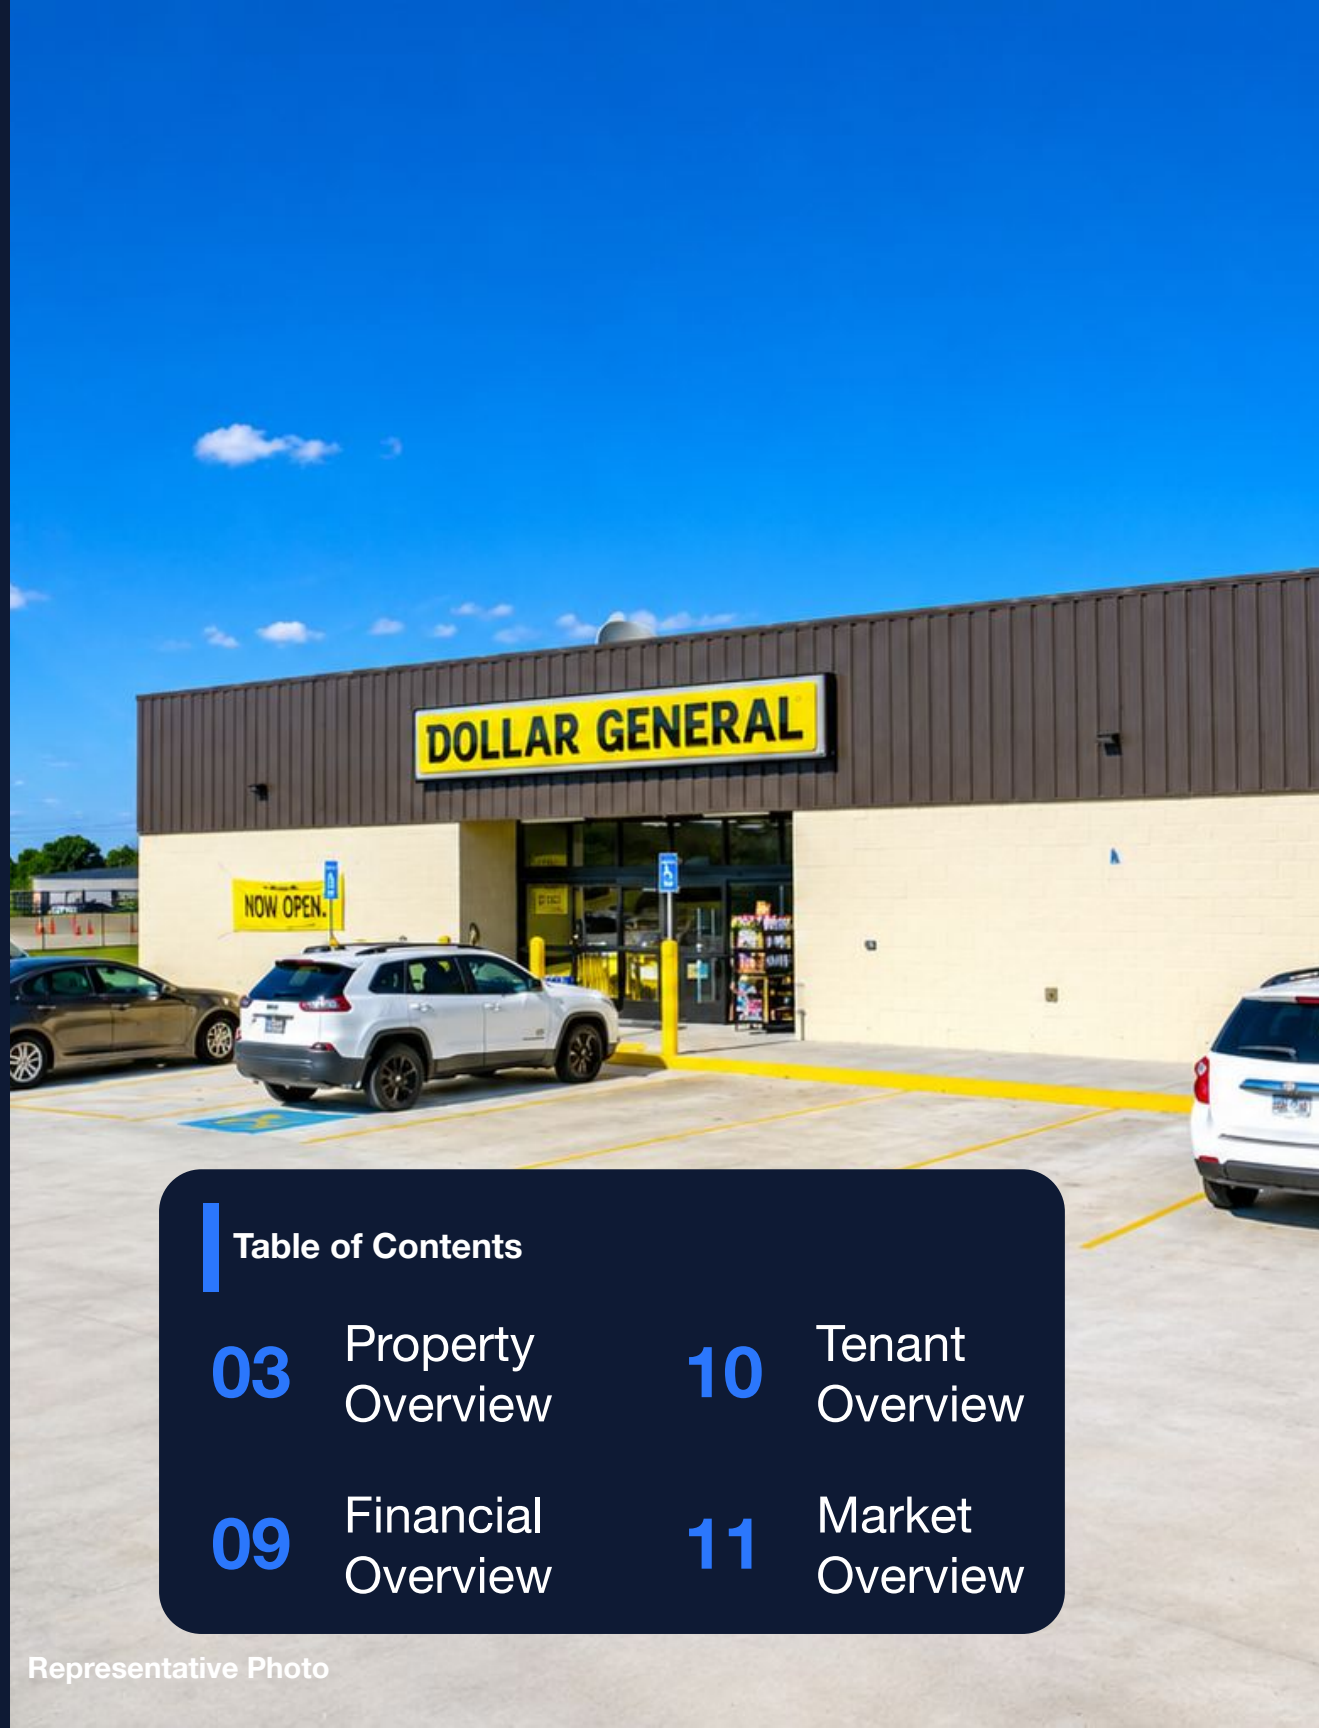 DOLLAR GENERAL
NOW OPEN.
Table of Contents
03 Property Overview
10 Tenant Overview
09 Financial Overview
11 Market Overview
Representative Photo